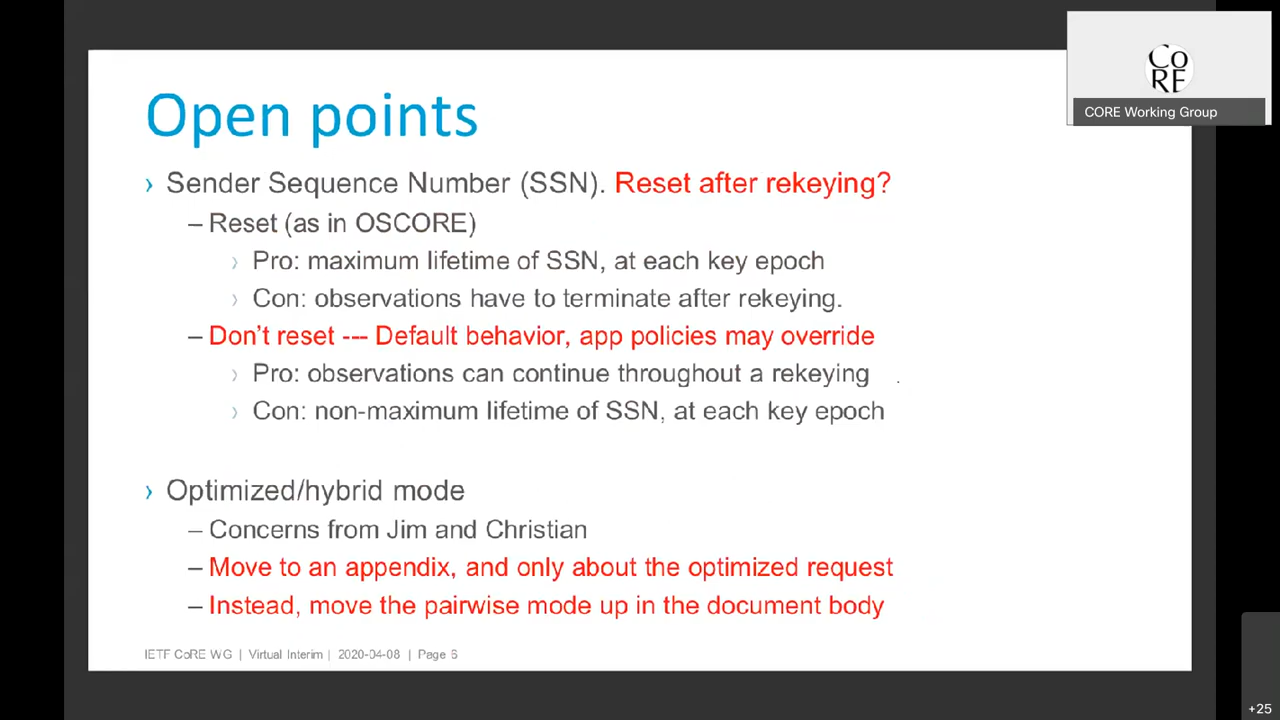 Open points
› Sender Sequence Number (SSN). Reset after rekeying?
– Reset (as in OSCORE)
› Pro: maximum lifetime of SSN, at each key epoch
› Con: observations have to terminate after rekeying.
– Don’t reset --- Default behavior, app policies may override
› Pro: observations can continue throughout a rekeying
› Con: non-maximum lifetime of SSN, at each key epoch
› Optimized/hybrid mode
– Concerns from Jim and Christian
– Move to an appendix, and only about the optimized request
– Instead, move the pairwise mode up in the document body
IETF CoRE WG | Virtual Interim | 2020-04-08 | Page 6
Co
RE
CORE Working Group
+25